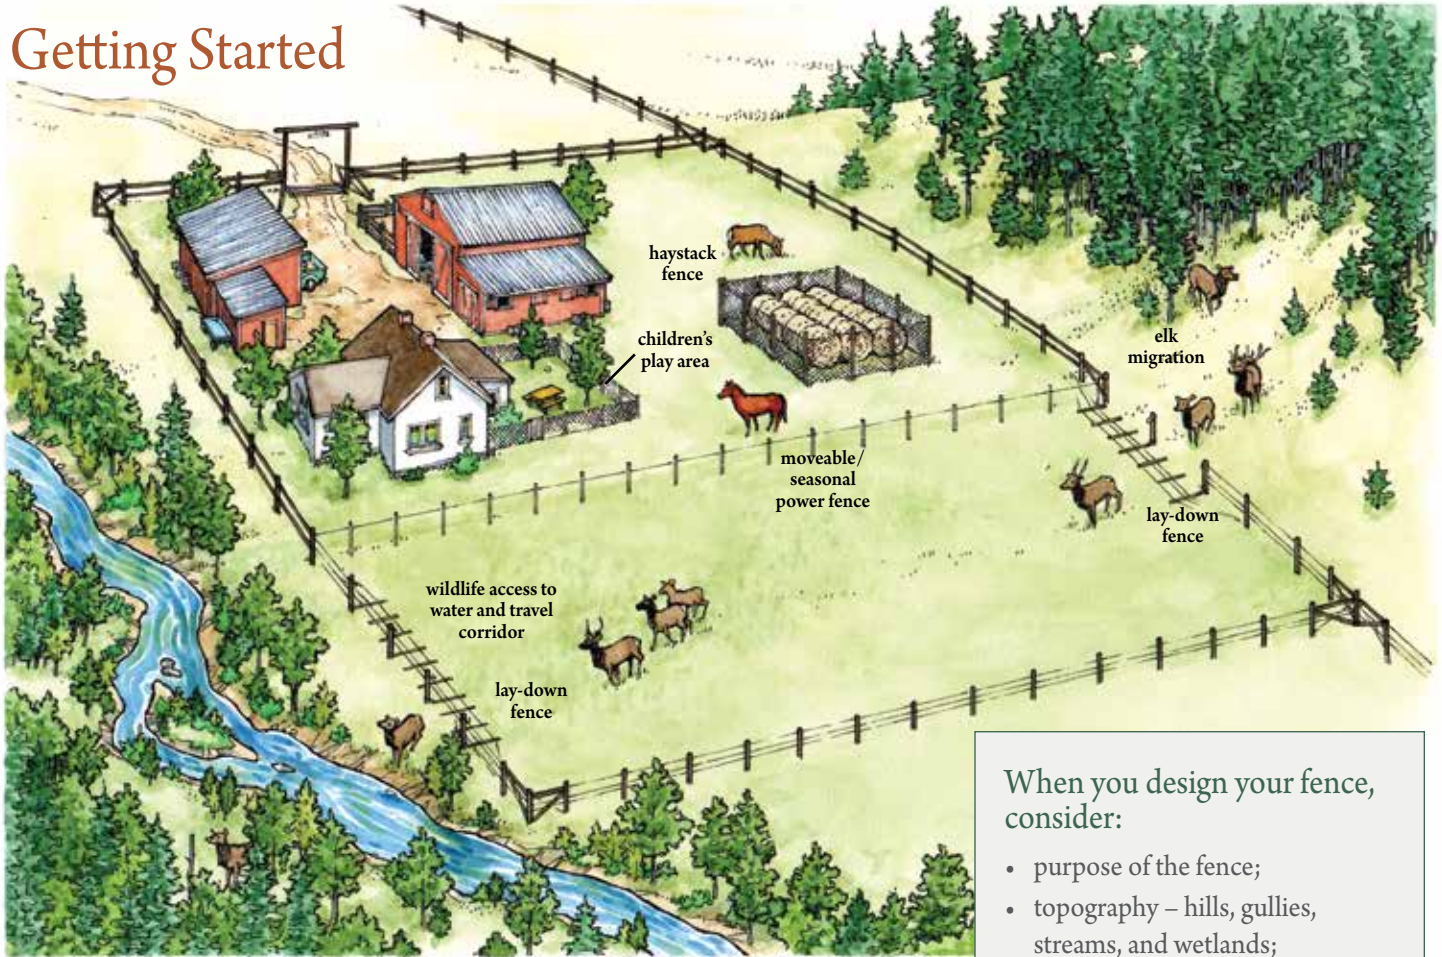 Getting Started
haystack
fence
children's
play area
elk
migration
moveable/
seasonal
power fence
lay-down
fence
wildlife access to
water and travel
corridor
lay-down
fence
When you design your fence,
consider:
• purpose of the fence;
• topography – hills, gullies,
streams, and wetlands;